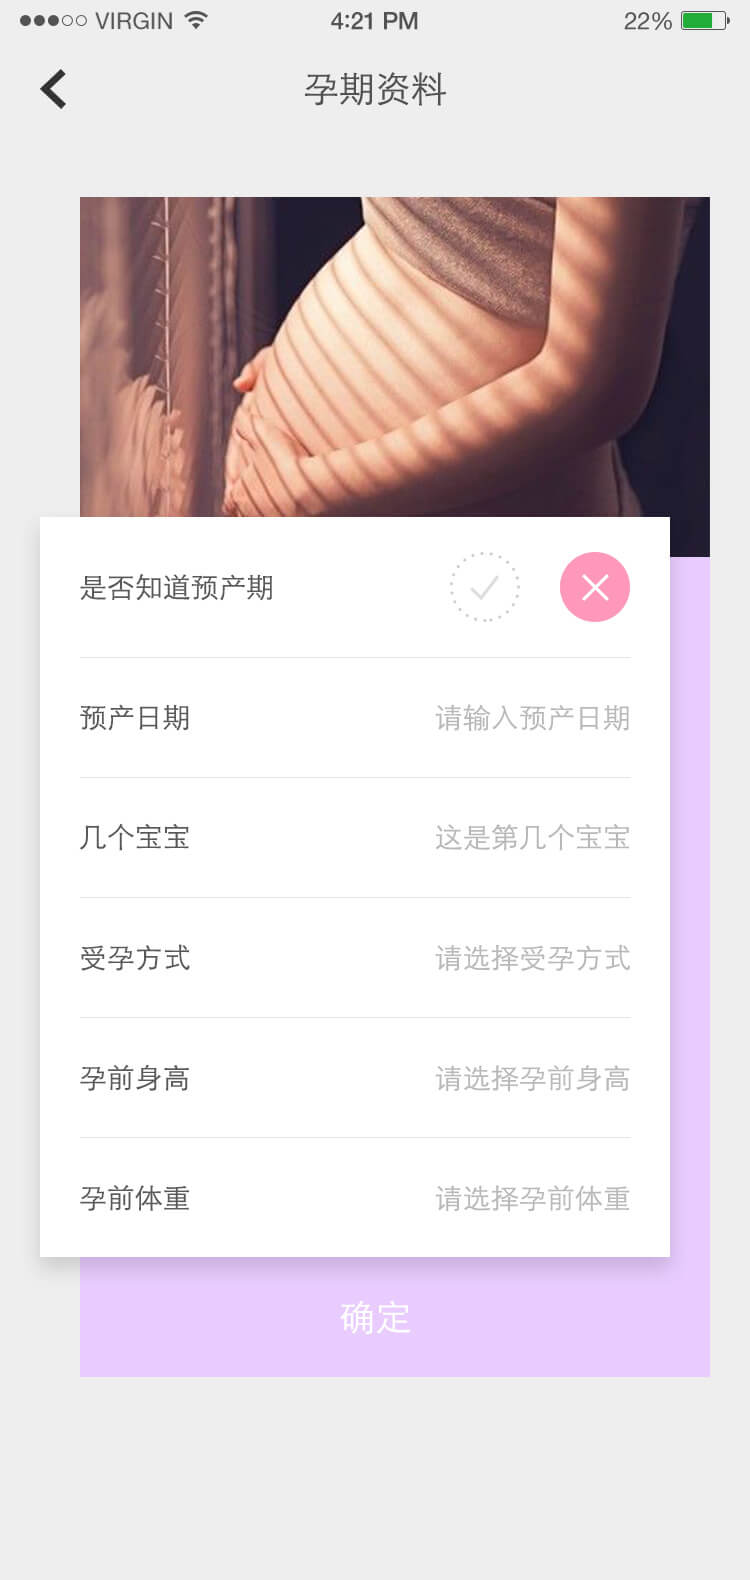 VIRGIN 4:21 PM 22%
孕期资料
是否知道预产期
预产日期 请输入预产日期
几个宝宝 这是第几个宝宝
受孕方式 请选择受孕方式
孕前身高 请选择孕前身高
孕前体重 请选择孕前体重
确定